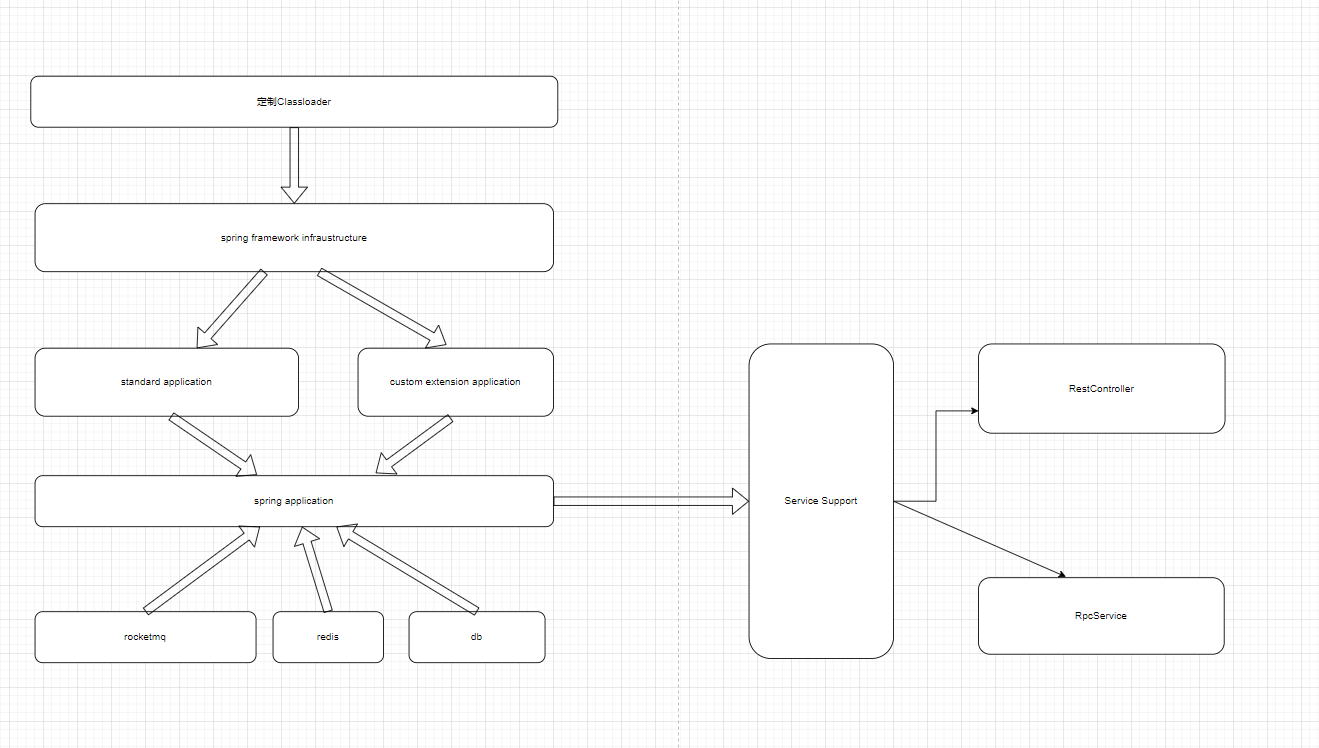 定制Classloader
spring framework infraustructure
standard application
custom extension application
spring application
rocketmq
redis
db
Service Support
RestController
RpcService